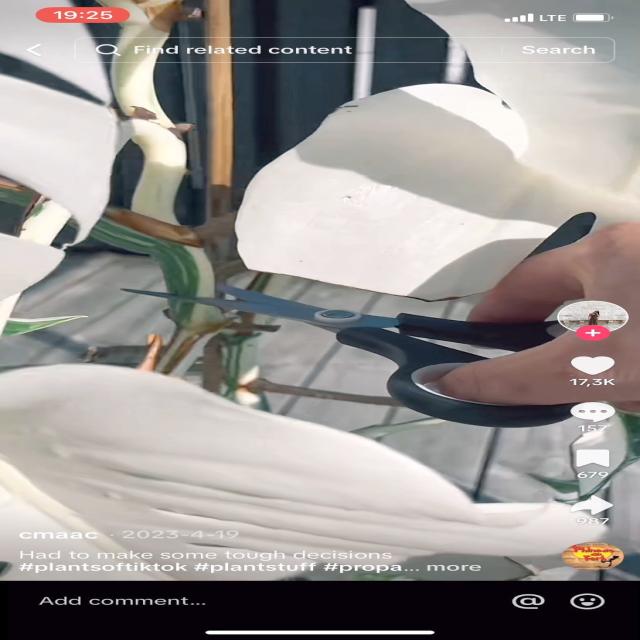 19:25
LTE
Find related content
Search
17,3K
157
679
987
cmaac · 2023-4-19
Had to make some tough decisions
#plantsoftiktok #plantstuff #propa... more
Add comment...